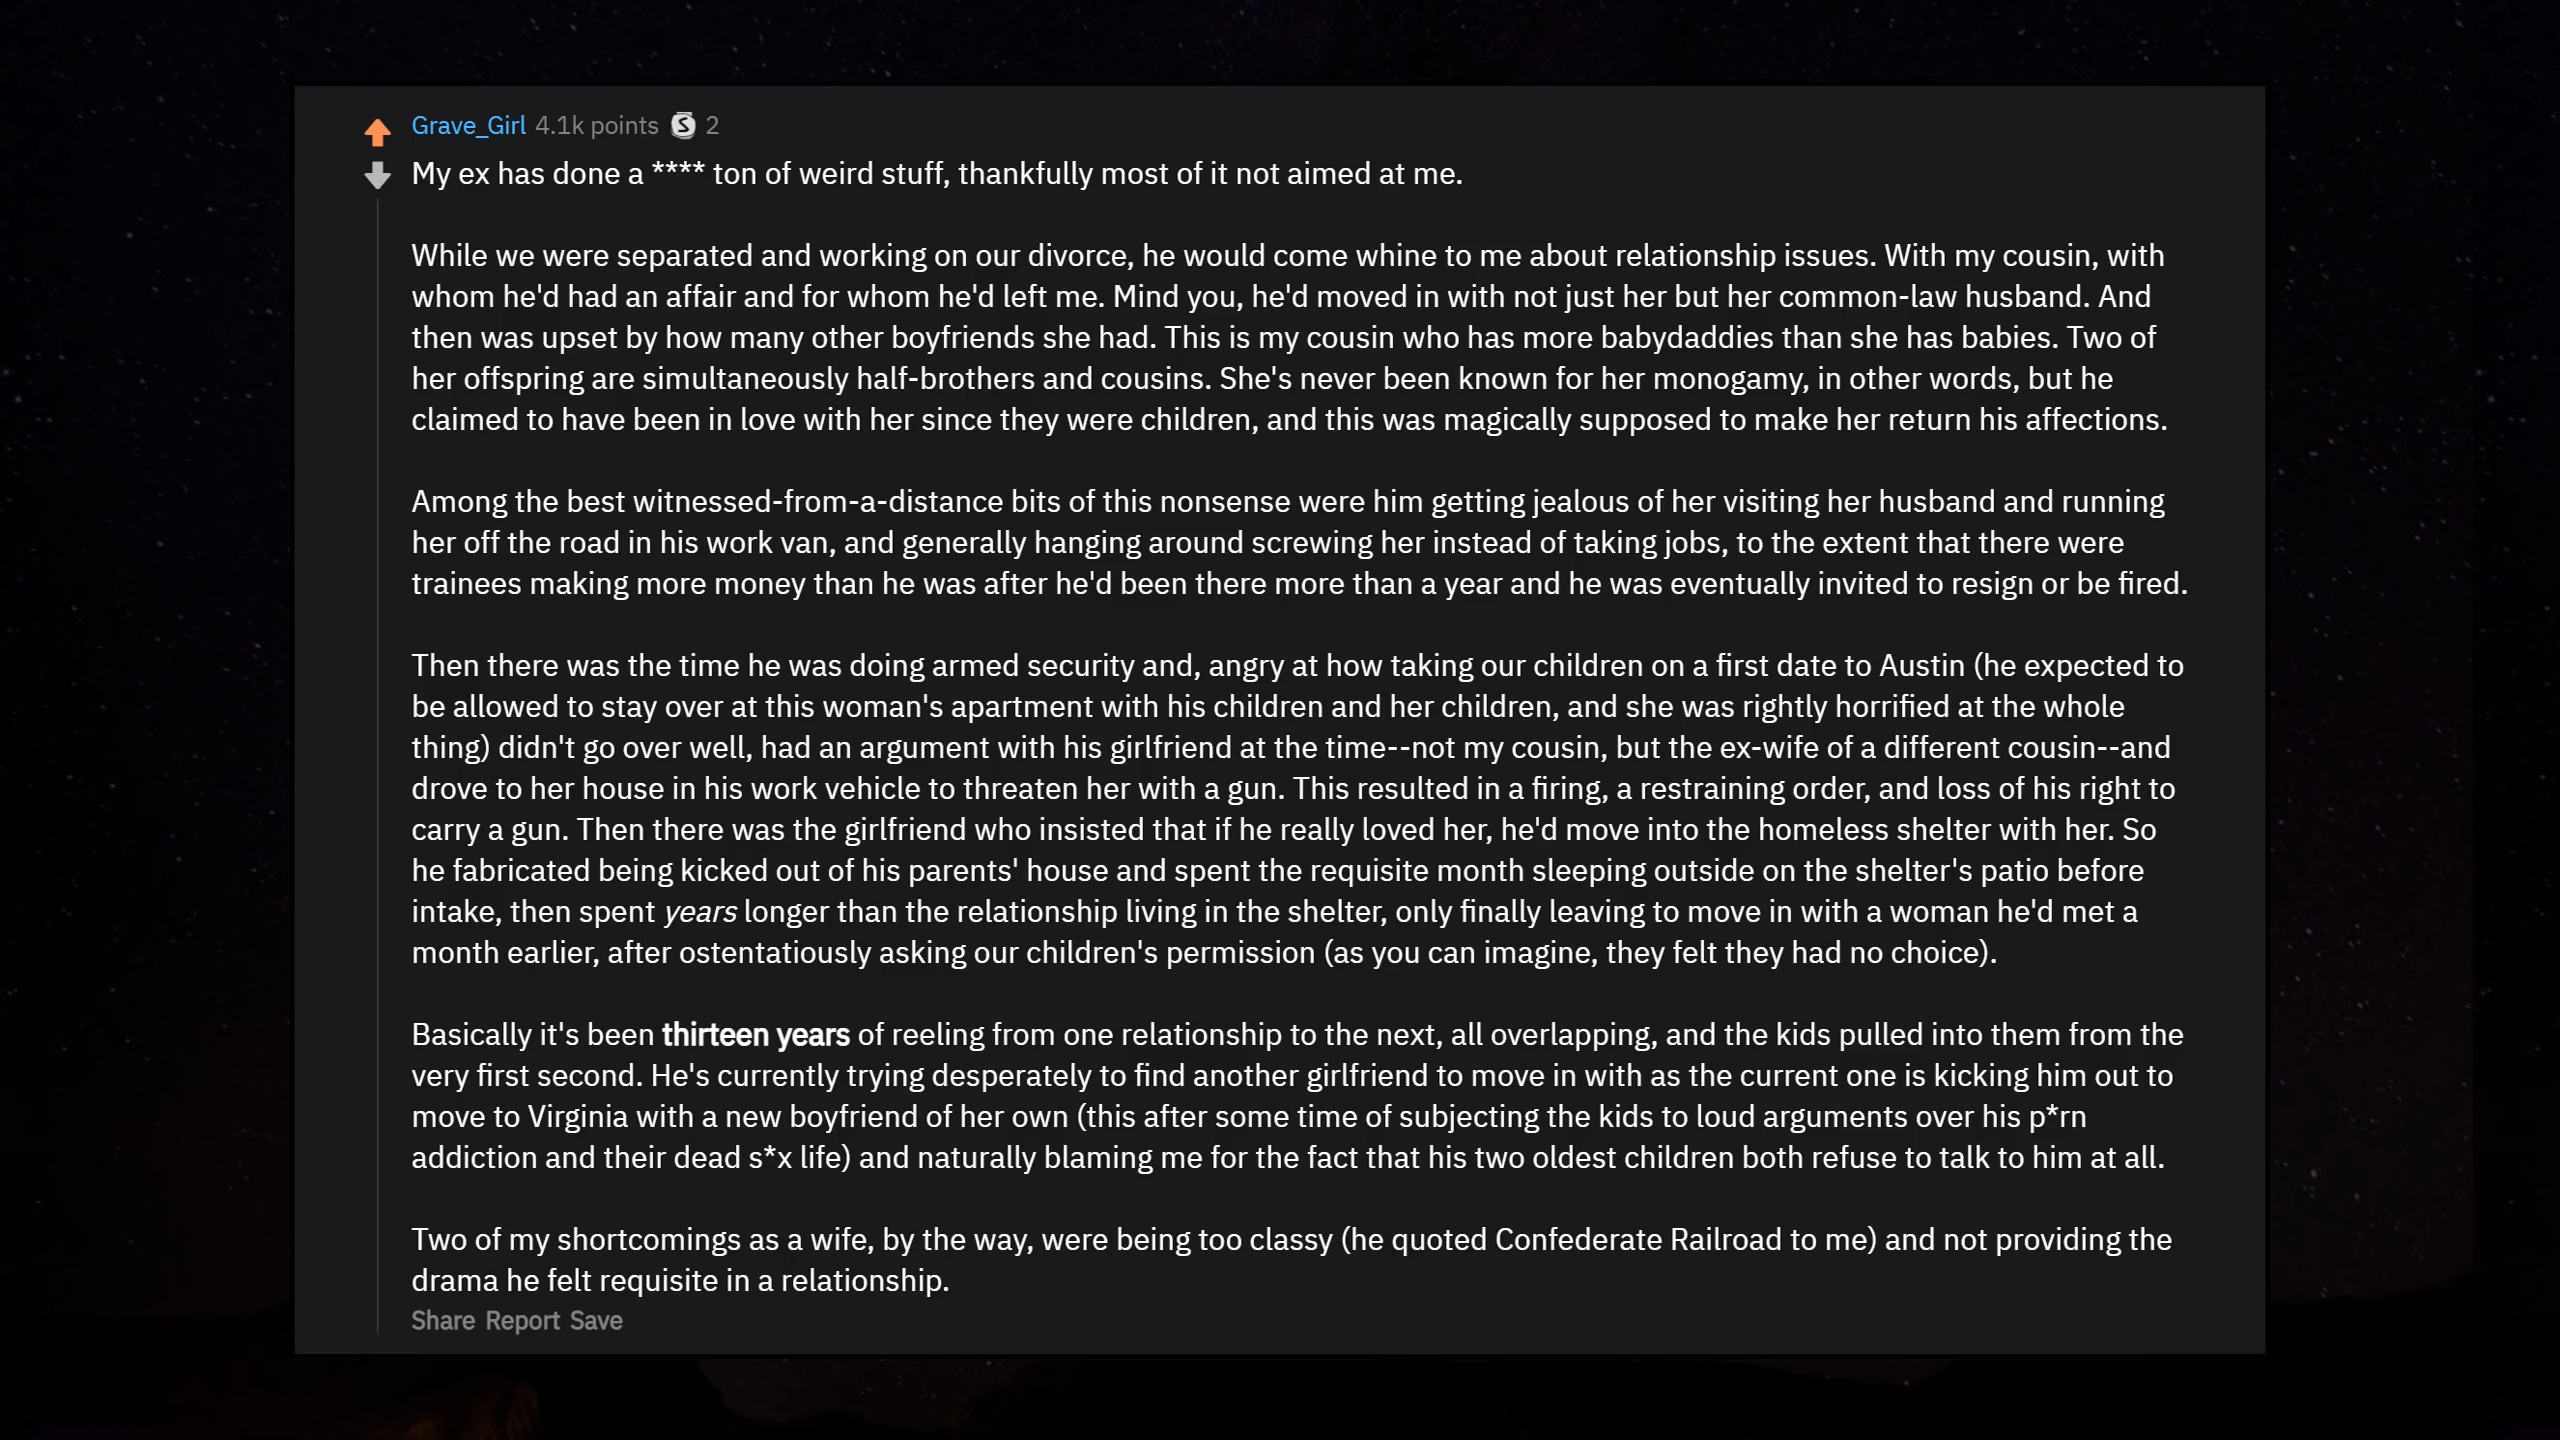 Grave_Girl 4.1k points S 2
My ex has done a **** ton of weird stuff, thankfully most of it not aimed at me.
While we were separated and working on our divorce, he would come whine to me about relationship issues. With my cousin, with
whom he'd had an affair and for whom he'd left me. Mind you, he'd moved in with not just her but her common-law husband. And
then was upset by how many other boyfriends she had. This is my cousin who has more babydaddies than she has babies. Two of
her offspring are simultaneously half-brothers and cousins. She's never been known for her monogamy, in other words, but he
claimed to have been in love with her since they were children, and this was magically supposed to make her return his affections.
Among the best witnessed-from-a-distance bits of this nonsense were him getting jealous of her visiting her husband and running
her off the road in his work van, and generally hanging around screwing her instead of taking jobs, to the extent that there were
trainees making more money than he was after he'd been there more than a year and he was eventually invited to resign or be fired.
Then there was the time he was doing armed security and, angry at how taking our children on a first date to Austin (he expected to
be allowed to stay over at this woman's apartment with his children and her children, and she was rightly horrified at the whole
thing) didn't go over well, had an argument with his girlfriend at the time--not my cousin, but the ex-wife of a different cousin--and
drove to her house in his work vehicle to threaten her with a gun. This resulted in a firing, a restraining order, and loss of his right to
carry a gun. Then there was the girlfriend who insisted that if he really loved her, he'd move into the homeless shelter with her. So
he fabricated being kicked out of his parents' house and spent the requisite month sleeping outside on the shelter's patio before
intake, then spent years longer than the relationship living in the shelter, only finally leaving to move in with a woman he'd met a
month earlier, after ostentatiously asking our children's permission (as you can imagine, they felt they had no choice).
Basically it's been thirteen years of reeling from one relationship to the next, all overlapping, and the kids pulled into them from the
very first second. He's currently trying desperately to find another girlfriend to move in with as the current one is kicking him out to
move to Virginia with a new boyfriend of her own (this after some time of subjecting the kids to loud arguments over his p*rn
addiction and their dead s*x life) and naturally blaming me for the fact that his two oldest children both refuse to talk to him at all.
Two of my shortcomings as a wife, by the way, were being too classy (he quoted Confederate Railroad to me) and not providing the
drama he felt requisite in a relationship.
Share Report Save